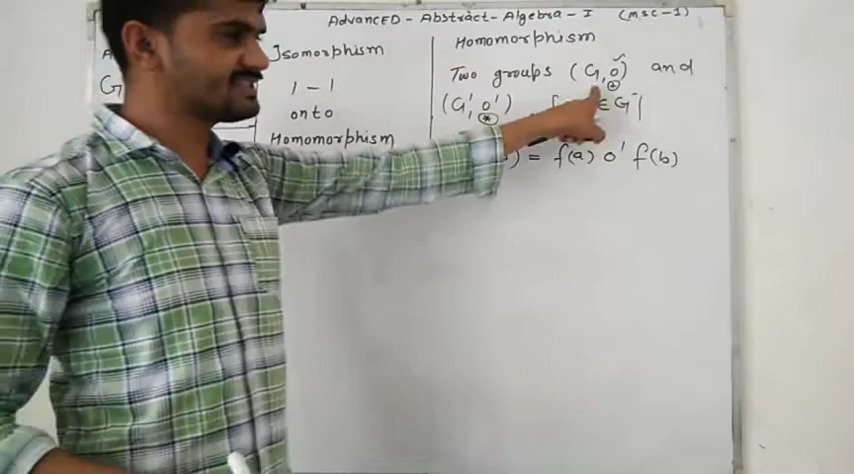 Advanced - Abstract - Algebra - I (msc-1)
Isomorphism
1 - 1
onto
Homomorphism
G
Homomorphism
Two groups (G, o) and
⊕
(G', o')
∈ G
⊛
) = f(a) o' f(b)